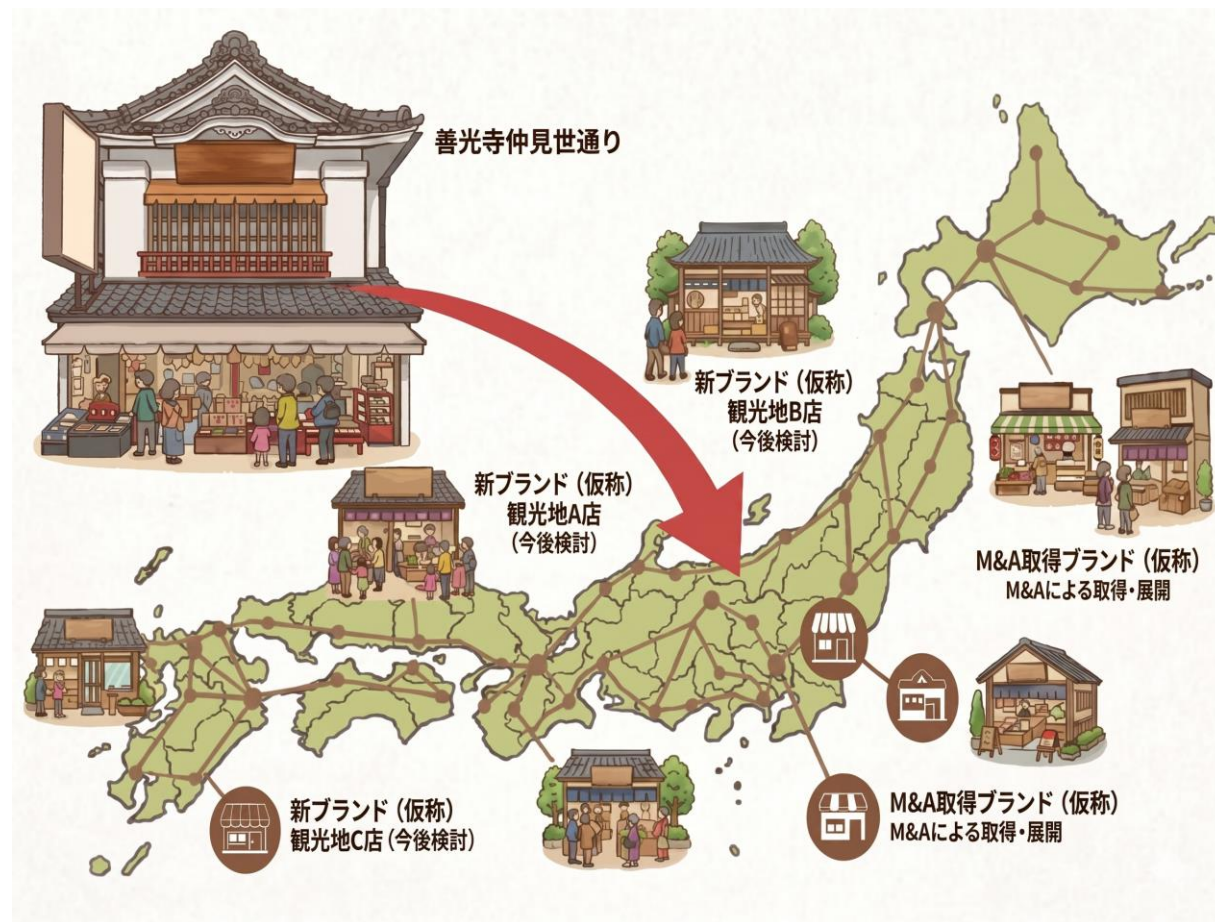 善光寺仲見世通り
新ブランド（仮称）
観光地B店
（今後検討）
新ブランド（仮称）
観光地A店
（今後検討）
M&A取得ブランド（仮称）
M&Aによる取得・展開
新ブランド（仮称）
観光地C店（今後検討）
M&A取得ブランド（仮称）
M&Aによる取得・展開